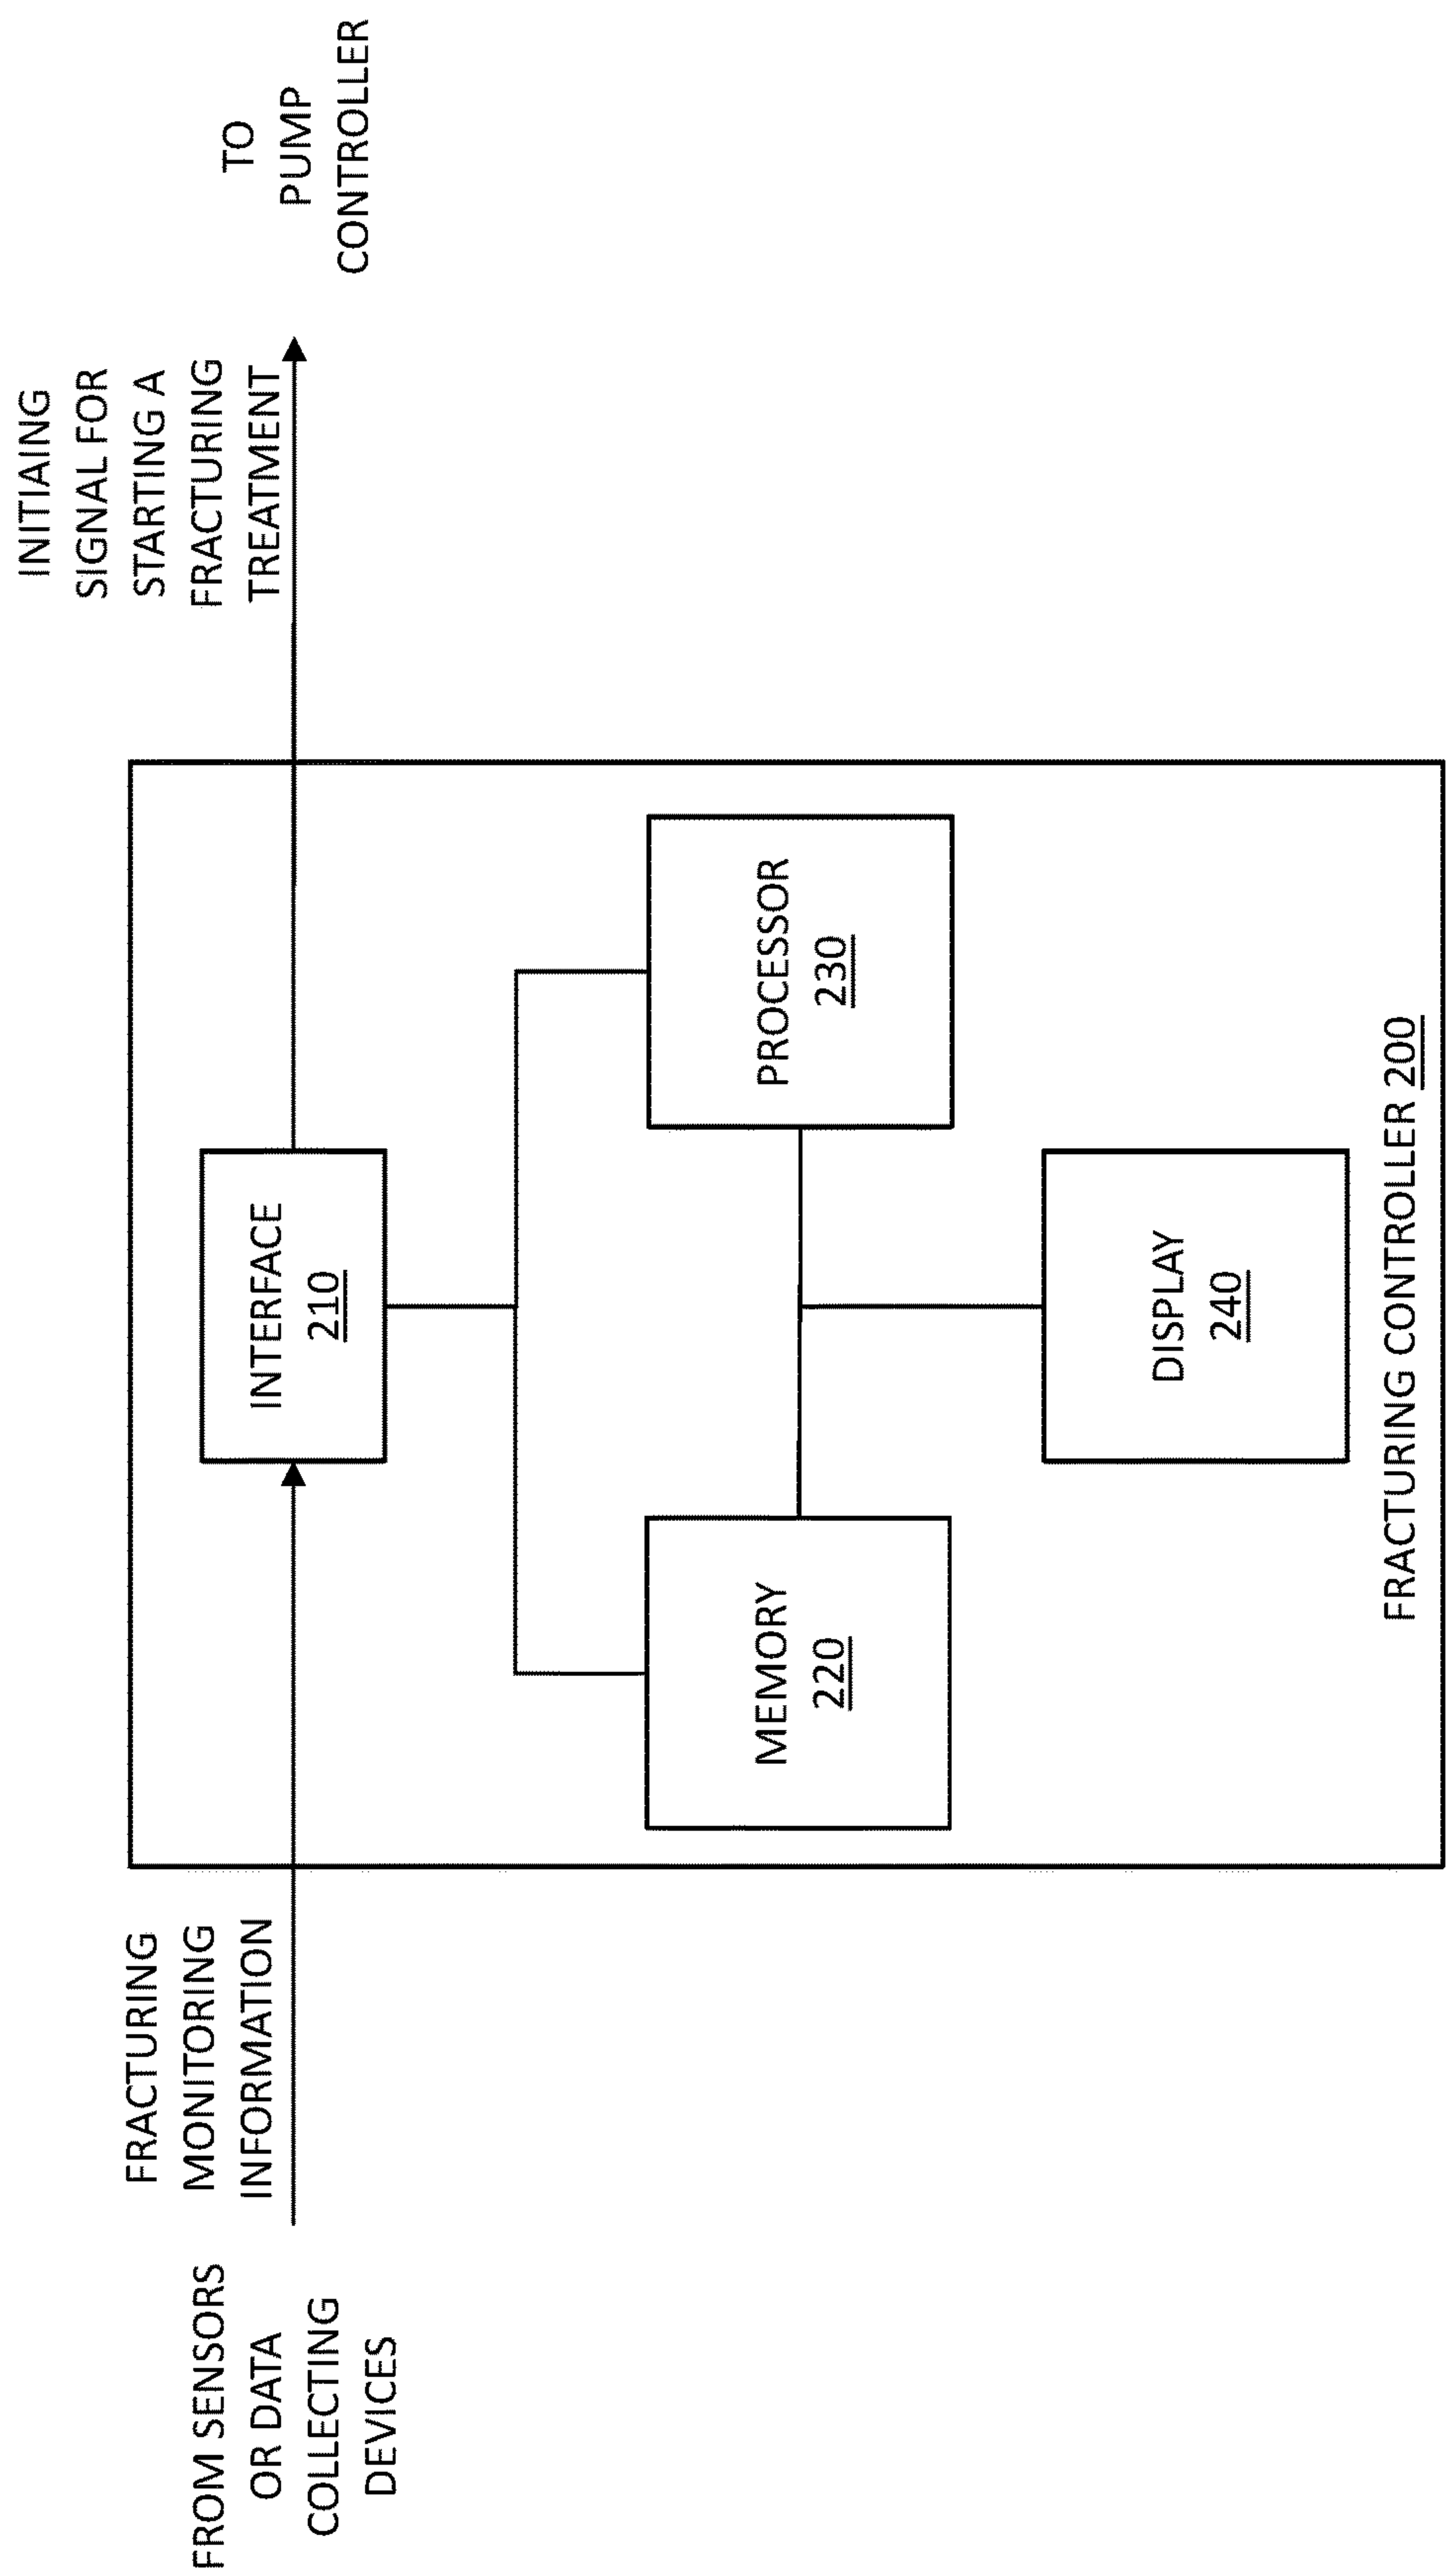 FROM SENSORS
OR DATA
COLLECTING
DEVICES
FRACTURING
MONITORING
INFORMATION
INTERFACE
210
MEMORY
220
PROCESSOR
230
DISPLAY
240
FRACTURING CONTROLLER 200
INITIAING
SIGNAL FOR
STARTING A
FRACTURING
TREATMENT
TO
PUMP
CONTROLLER